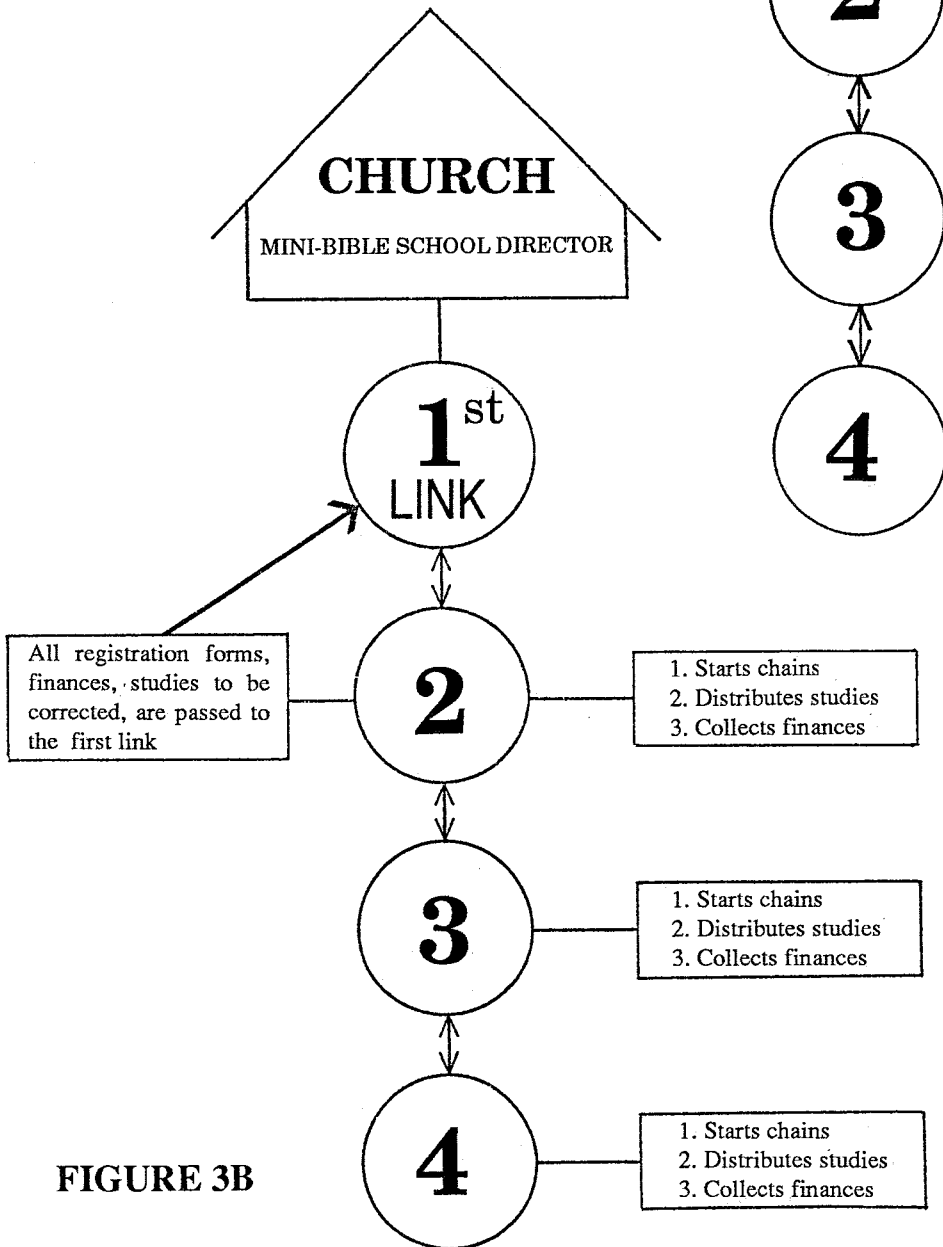 CHURCH
MINI-BIBLE SCHOOL DIRECTOR
1st
LINK
All registration forms,
finances, studies to be
corrected, are passed to
the first link
2
1. Starts chains
2. Distributes studies
3. Collects finances
3
1. Starts chains
2. Distributes studies
3. Collects finances
4
1. Starts chains
2. Distributes studies
3. Collects finances
FIGURE 3B
2
3
4